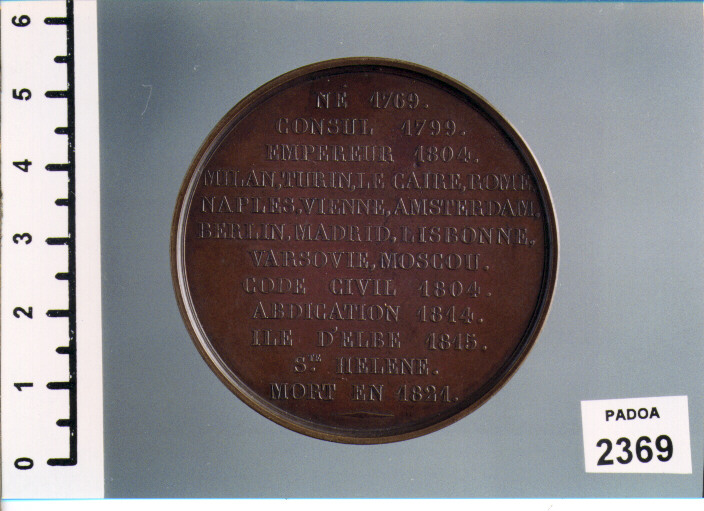 NÉ 1769.
CONSUL 1799.
EMPEREUR 1804.
MILAN, TURIN, LE CAIRE, ROME
NAPLES, VIENNE, AMSTERDAM,
BERLIN, MADRID, LISBONNE,
VARSOVIE, MOSCOU.
CODE CIVIL 1804.
ABDICATION 1814.
ILE D'ELBE 1815.
S.TE HELENE.
MORT EN 1821.
6
5
4
3
2
1
0
PADOA
2369